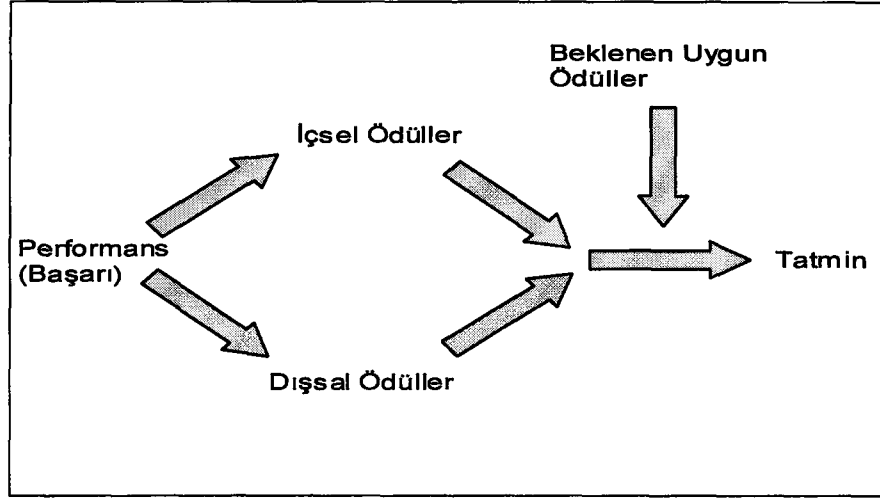 Beklenen Uygun
Ödüller
İçsel Ödüller
Performans
(Başarı)
Tatmin
Dışsal Ödüller